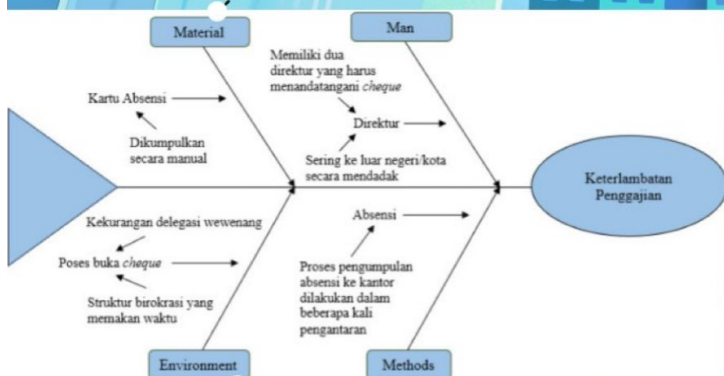 Material
Man
Memiliki dua
direktur yang harus
menandatangani cheque
Kartu Absensi
Direktur
Dikumpulkan
secara manual
Sering ke luar negeri/kota
secara mendadak
Keterlambatan
Penggajian
Kekurangan delegasi wewenang
Absensi
Poses buka cheque
Proses pengumpulan
absensi ke kantor
dilakukan dalam
beberapa kali
pengantaran
Struktur birokrasi yang
memakan waktu
Environment
Methods